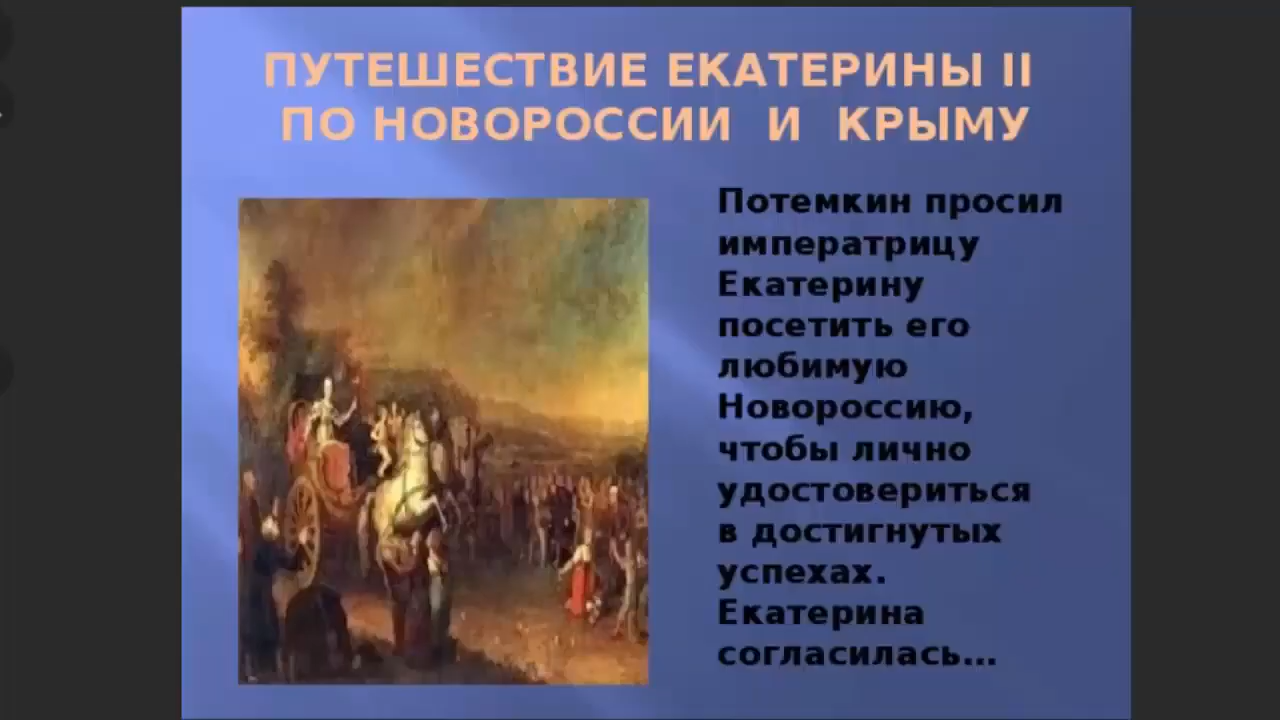 ПУТЕШЕСТВИЕ ЕКАТЕРИНЫ II
ПО НОВОРОССИИ И КРЫМУ
Потемкин просил
императрицу
Екатерину
посетить его
любимую
Новороссию,
чтобы лично
удостовериться
в достигнутых
успехах.
Екатерина
согласилась...